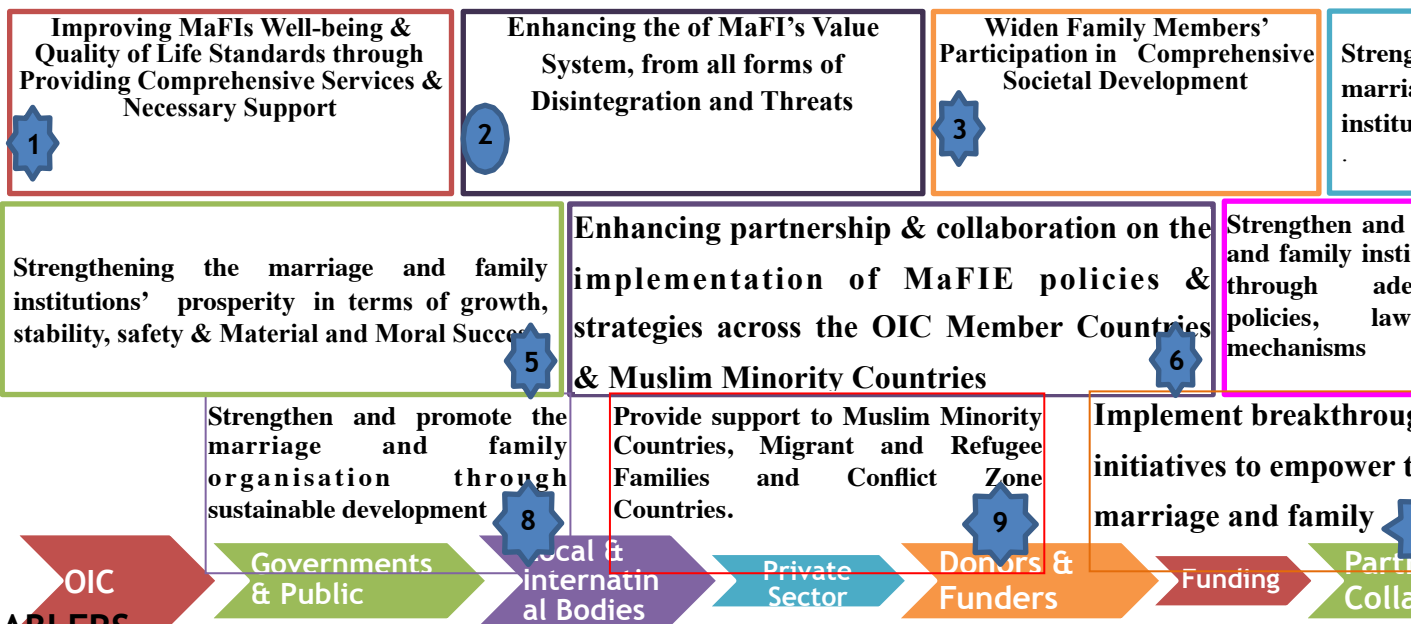 Improving MaFIs Well-being &
Quality of Life Standards through
Providing Comprehensive Services &
Necessary Support
1
Enhancing the of MaFI’s Value
System, from all forms of
Disintegration and Threats
2
Widen Family Members’
Participation in Comprehensive
Societal Development
3
Streng
marria
institu
.
Strengthening the marriage and family
institutions’ prosperity in terms of growth,
stability, safety & Material and Moral Success
5
Enhancing partnership & collaboration on the
implementation of MaFIE policies &
strategies across the OIC Member Countries
& Muslim Minority Countries
6
Strengthen and
and family insti
through ade
policies, law
mechanisms
Strengthen and promote the
marriage and family
organisation through
sustainable development
8
Provide support to Muslim Minority
Countries, Migrant and Refugee
Families and Conflict Zone
Countries.
9
Implement breakthroug
initiatives to empower t
marriage and family
OIC
Governments
& Public
Local &
internatin
al Bodies
Private
Sector
Donors &
Funders
Funding
Part
Colla